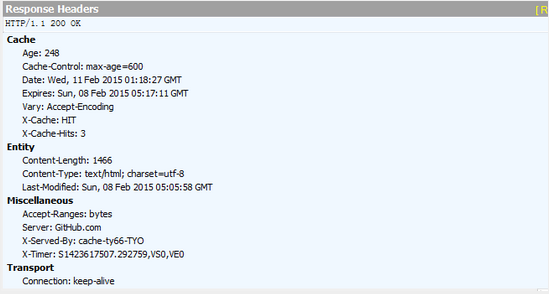 Response Headers
[R
HTTP/1.1 200 OK
Cache
Age: 248
Cache-Control: max-age=600
Date: Wed, 11 Feb 2015 01:18:27 GMT
Expires: Sun, 08 Feb 2015 05:17:11 GMT
Vary: Accept-Encoding
X-Cache: HIT
X-Cache-Hits: 3
Entity
Content-Length: 1466
Content-Type: text/html; charset=utf-8
Last-Modified: Sun, 08 Feb 2015 05:05:58 GMT
Miscellaneous
Accept-Ranges: bytes
Server: GitHub.com
X-Served-By: cache-ty66-TYO
X-Timer: S1423617507.292759,VS0,VE0
Transport
Connection: keep-alive